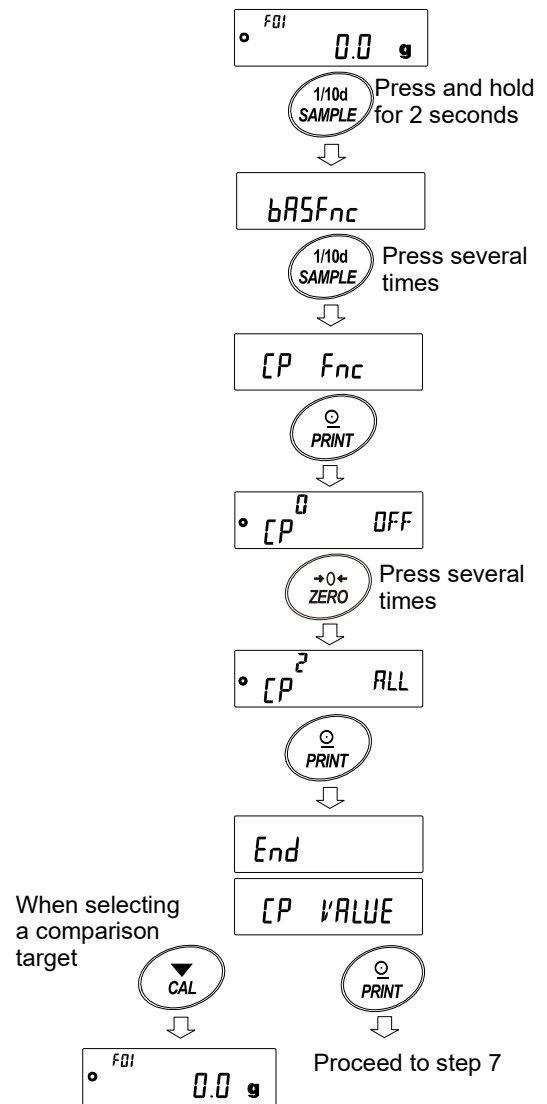 F01
0.0 g
1/10d
SAMPLE
Press and hold
for 2 seconds
bASFnc
1/10d
SAMPLE
Press several
times
CP Fnc
PRINT
0
CP OFF
→0←
ZERO
Press several
times
2
CP ALL
PRINT
End
CP VALUE
When selecting
a comparison
target
CAL
PRINT
Proceed to step 7
F01
0.0 g